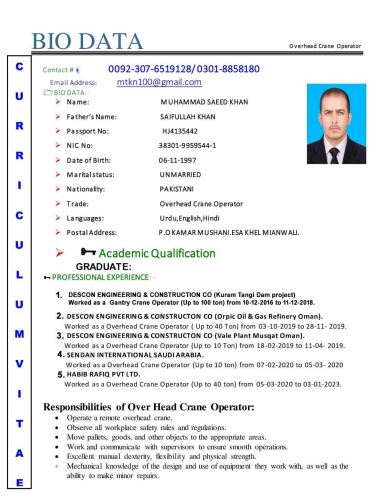 BIO DATA
Overhead Crane Operator
CURRRICULUMVITAE
Contact #
0092-307-6519128/ 0301-8858180
Email Address: mtkn100@gmail.com
BIO DATA: -
Name: MUHAMMAD SAEED KHAN
Father’s Name: SAIFULLAH KHAN
Passport No: HJ4135442
NIC No: 38301-9959544-1
Date of Birth: 06-11-1997
Marital status: UNMARRIED
Nationality: PAKISTANI
Trade: Overhead Crane Operator
Languages: Urdu,English,Hindi
Postal Address: P.O KAMAR MUSHANI.ESA KHEL MIANWALI.
Academic Qualification
GRADUATE:
PROFESSIONAL EXPERIENCE: -
1. DESCON ENGINEERING & CONSTRUCTION CO (Kuram Tangi Dam project)
Worked as a Gantry Crane Operator (Up to 100 ton) from 10-12-2016 to 11-12-2018.
2. DESCON ENGINEERING & CONSTRUCTON CO (Orpic Oil & Gas Refinery Oman).
Worked as a Overhead Crane Operator ( Up to 40 Ton) from 03-10-2019 to 28-11- 2019.
3. DESCON ENGINEERING & CONSTRUCTON CO (Vale Plant Musqat Oman).
Worked as a Overhead Crane Operator (Up to 10 Ton) from 18-02-2019 to 11-04- 2019.
4. SENDAN INTERNATIONAL SAUDI ARABIA.
Worked as a Overhead Crane Operator (Up to 10 Ton) from 07-02-2020 to 05-03- 2020
5. HABIB RAFIQ PVT LTD.
Worked as a Overhead Crane Operator (Up to 40 ton) from 05-03-2020 to 03-01-2023.
Responsibilities of Over Head Crane Operator:
• Operate a remote overhead crane.
• Observe all workplace safety rules and regulations.
• Move pallets, goods, and other objects to the appropriate areas.
• Work and communicate with supervisors to ensure smooth operations.
• Excellent manual dexterity, flexibility and physical strength.
• Mechanical knowledge of the design and use of equipment they work with, as well as the
ability to make minor repairs.